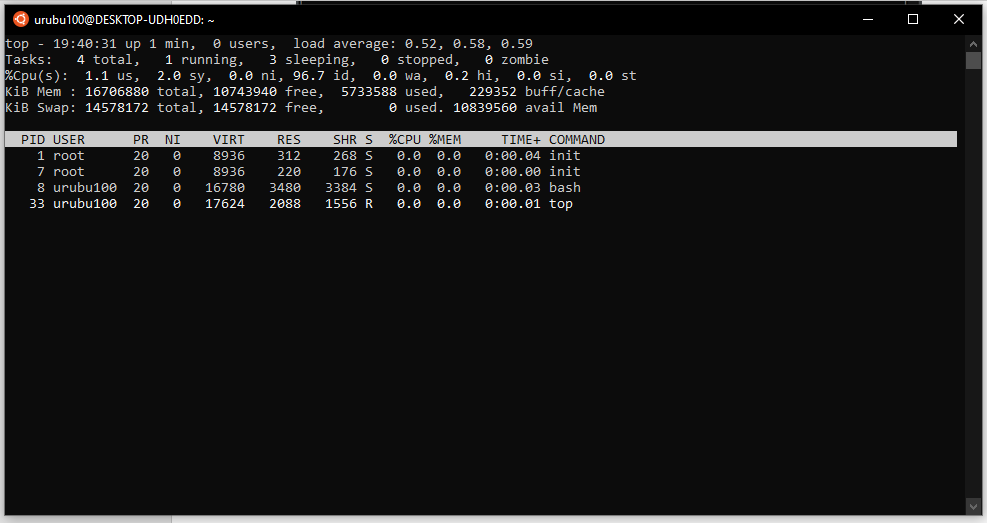 urubu100@DESKTOP-UDH0EDD: ~
top - 19:40:31 up 1 min,  0 users,  load average: 0.52, 0.58, 0.59
Tasks:   4 total,   1 running,   3 sleeping,   0 stopped,   0 zombie
%Cpu(s):  1.1 us,  2.0 sy,  0.0 ni, 96.7 id,  0.0 wa,  0.2 hi,  0.0 si,  0.0 st
KiB Mem : 16706880 total, 10743940 free,  5733588 used,   229352 buff/cache
KiB Swap: 14578172 total, 14578172 free,        0 used. 10839560 avail Mem
  PID USER      PR  NI    VIRT    RES    SHR S  %CPU %MEM     TIME+ COMMAND
    1 root      20   0    8936    312    268 S   0.0  0.0   0:00.04 init
    7 root      20   0    8936    220    176 S   0.0  0.0   0:00.00 init
    8 urubu100  20   0   16780   3480   3384 S   0.0  0.0   0:00.03 bash
   33 urubu100  20   0   17624   2088   1556 R   0.0  0.0   0:00.01 top